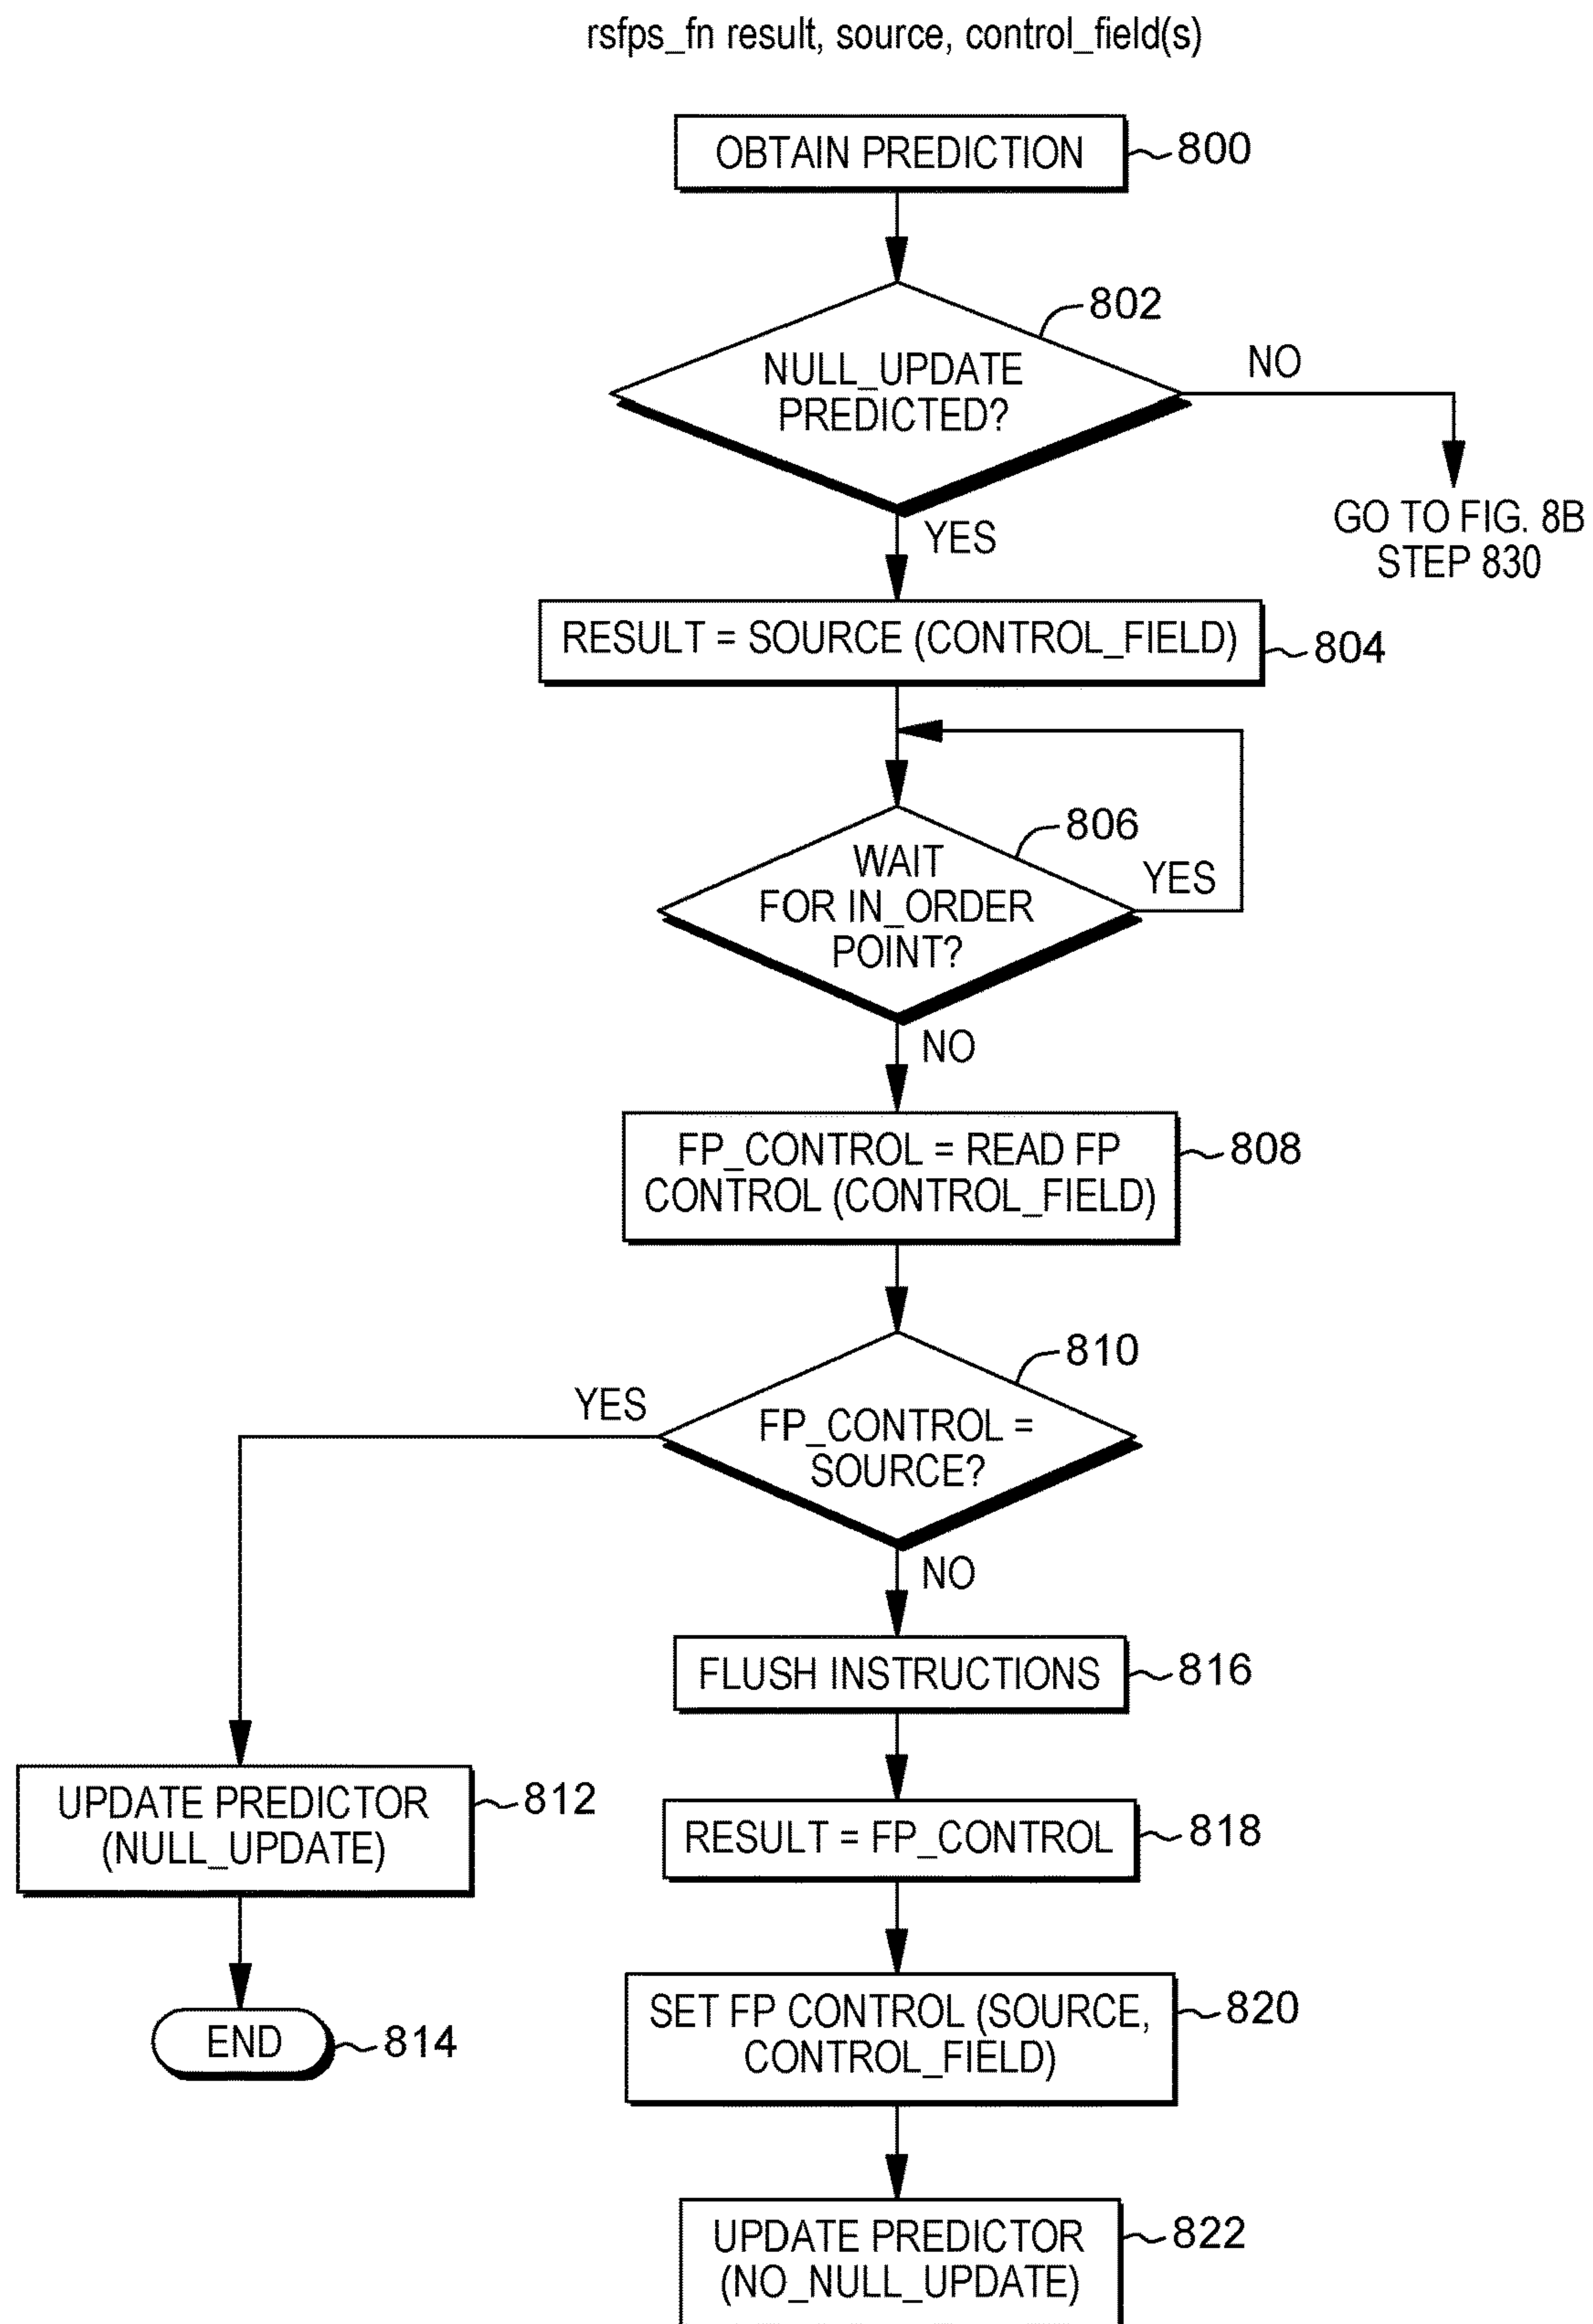 rsfps_fn result, source, control_field(s)
OBTAIN PREDICTION
800
802
NULL_UPDATE
PREDICTED?
NO
GO TO FIG. 8B
STEP 830
YES
RESULT = SOURCE (CONTROL_FIELD)
804
806
WAIT
FOR IN_ORDER
POINT?
YES
NO
FP_CONTROL = READ FP
CONTROL (CONTROL_FIELD)
808
810
FP_CONTROL =
SOURCE?
YES
NO
FLUSH INSTRUCTIONS
816
UPDATE PREDICTOR
(NULL_UPDATE)
812
RESULT = FP_CONTROL
818
END
814
SET FP CONTROL (SOURCE,
CONTROL_FIELD)
820
UPDATE PREDICTOR
(NO_NULL_UPDATE)
822